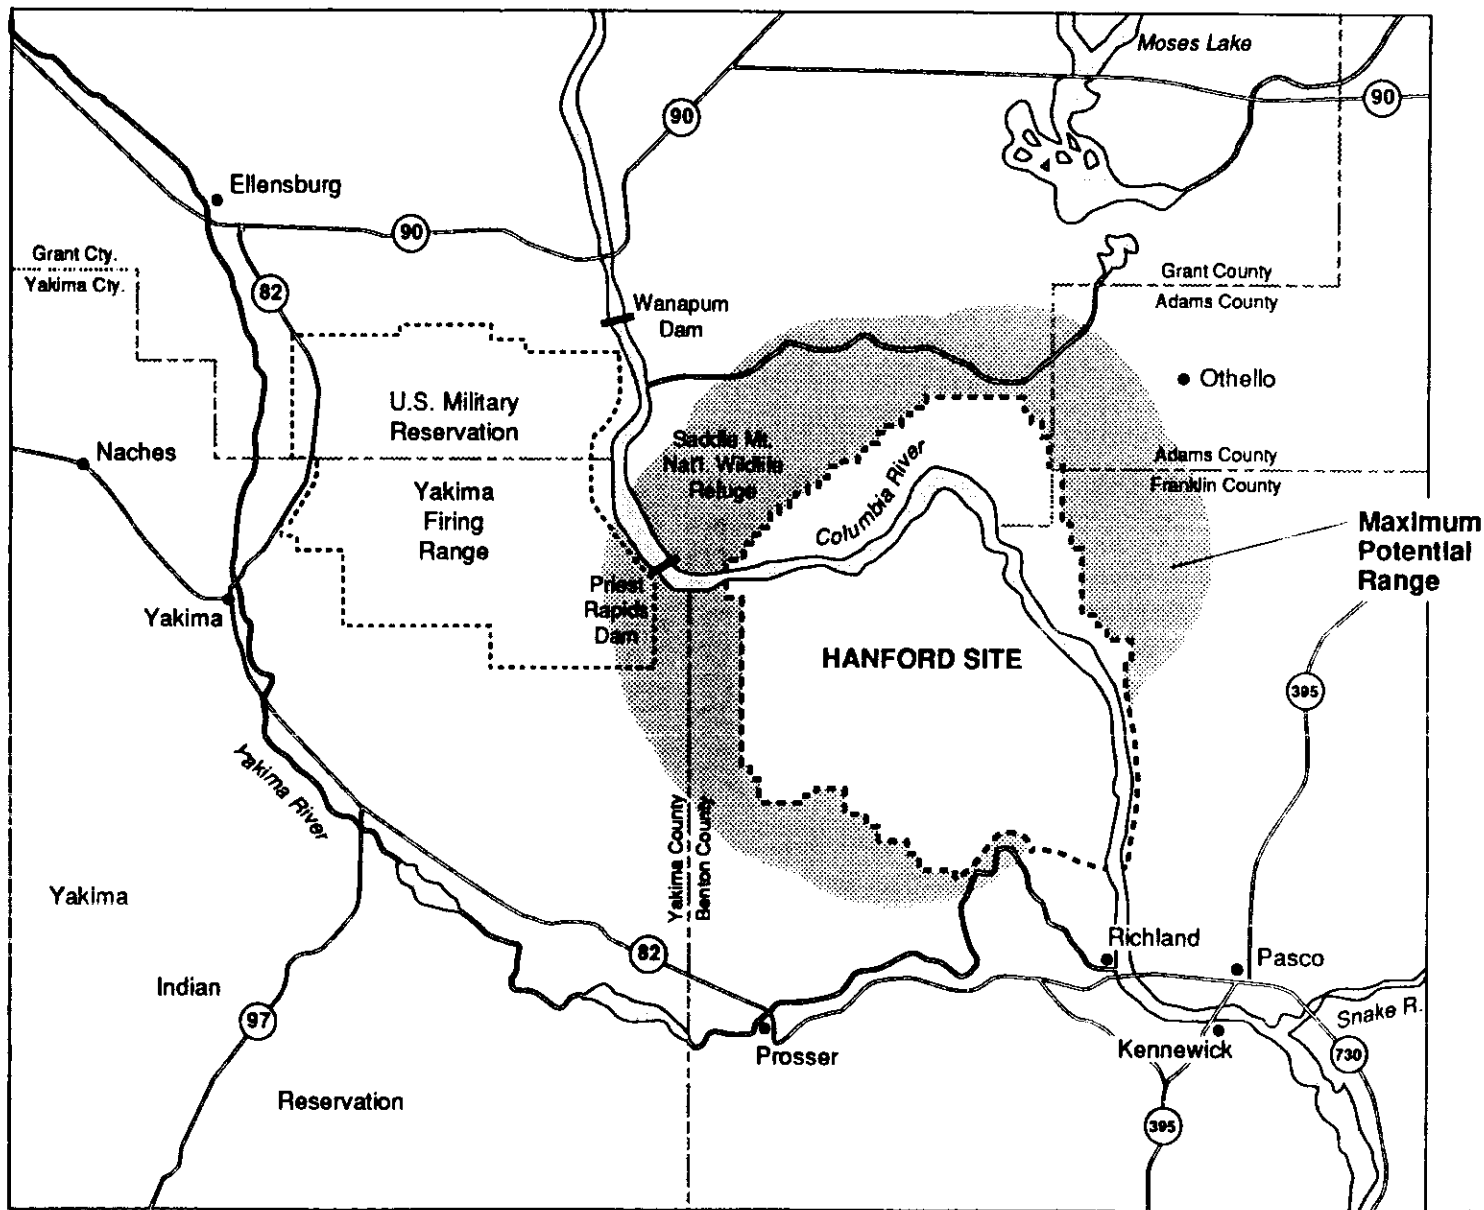 Moses Lake
90
90
Ellensburg
90
Grant Cty.
Yakima Cty.
82
Grant County
Adams County
Wanapum
Dam
Othello
U.S. Military
Reservation
Saddle Mt.
Nat'l. Wildlife
Refuge
Naches
Columbia River
Adams County
Franklin County
Yakima
Firing
Range
Maximum
Potential
Range
Priest
Rapids
Dam
Yakima
HANFORD SITE
395
Yakima River
Yakima County
Benton County
Yakima
82
Richland
Pasco
Indian
97
Snake R.
Prosser
Kennewick
730
Reservation
395